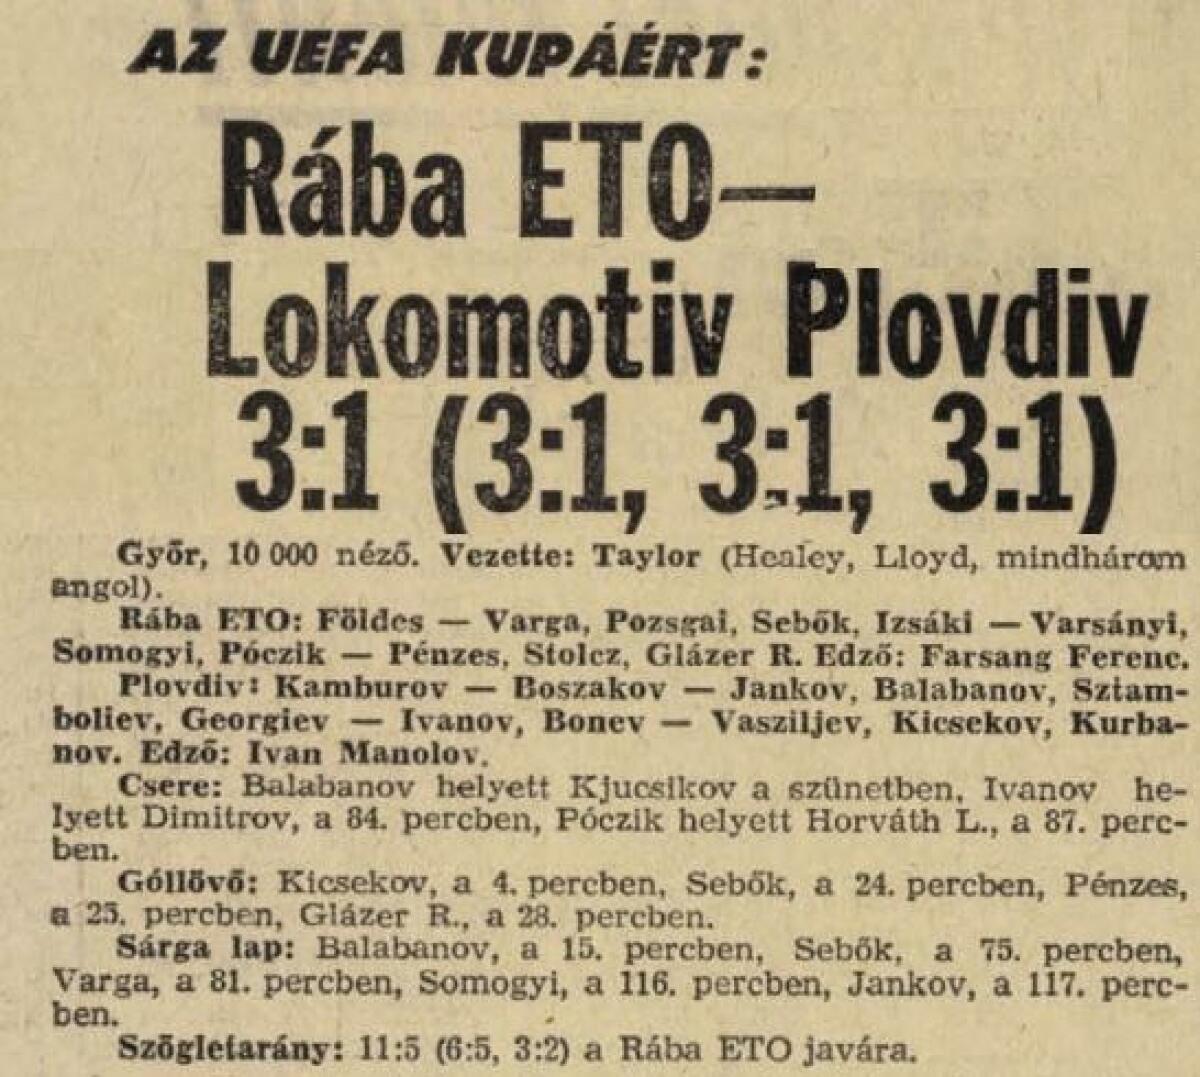 AZ UEFA KUPÁÉRT:
Rába ETO—
Lokomotiv Plovdiv
3:1 (3:1, 3:1, 3:1)
Győr, 10 000 néző. Vezette: Taylor (Healey, Lloyd, mindhárom
angol).
Rába ETO: Földes — Varga, Pozsgai, Sebők, Izsáki — Varsányi,
Somogyi, Póczik — Pénzes, Stolcz, Glázer R. Edző: Farsang Ferenc.
Plovdiv: Kamburov — Boszakov — Jankov, Balabanov, Sztam-
boliev, Georgiev — Ivanov, Bonev — Vasziljev, Kicsekov, Kurba-
nov. Edző: Ivan Manolov.
Csere: Balabanov helyett Kjucsikov a szünetben, Ivanov he-
lyett Dimitrov, a 84. percben, Póczik helyett Horváth L., a 87. perc-
ben.
Góllövő: Kicsekov, a 4. percben, Sebők, a 24. percben, Pénzes,
a 25. percben, Glázer R., a 28. percben.
Sárga lap: Balabanov, a 15. percben, Sebők, a 75. percben,
Varga, a 81. percben, Somogyi, a 116. percben, Jankov, a 117. perc-
ben.
Szögletarány: 11:5 (6:5, 3:2) a Rába ETO javára.